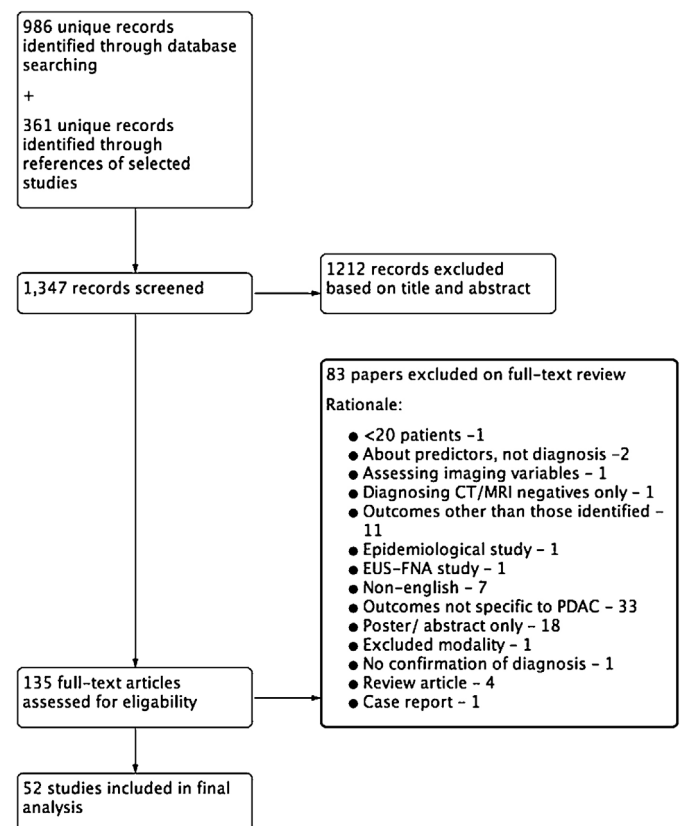 986 unique records
identified through database
searching
+
361 unique records
identified through
references of selected
studies
1,347 records screened
1212 records excluded
based on title and abstract
83 papers excluded on full-text review
Rationale:
● <20 patients -1
● About predictors, not diagnosis -2
● Assessing imaging variables - 1
● Diagnosing CT/MRI negatives only - 1
● Outcomes other than those identified -
11
● Epidemiological study - 1
● EUS-FNA study - 1
● Non-english - 7
● Outcomes not specific to PDAC - 33
● Poster/ abstract only - 18
● Excluded modality - 1
● No confirmation of diagnosis - 1
● Review article - 4
● Case report - 1
135 full-text articles
assessed for eligability
52 studies included in final
analysis